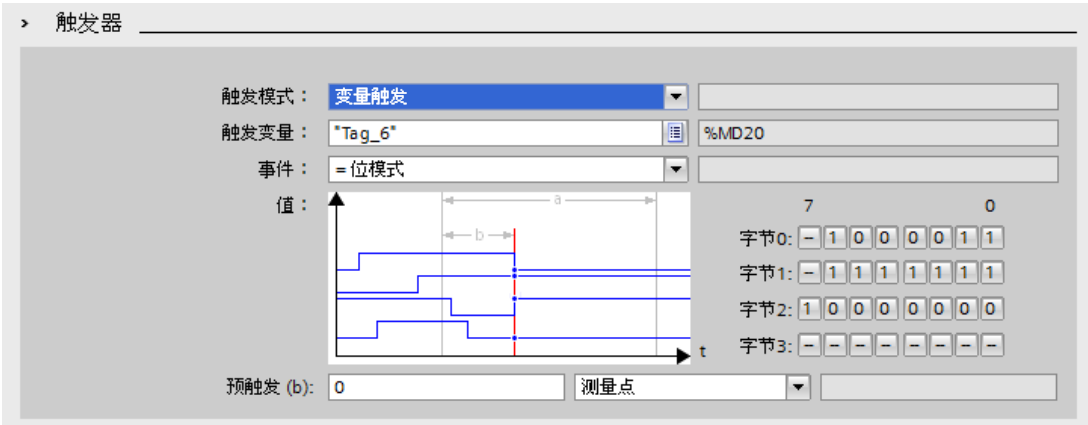 触发器
触发模式： 变量触发
触发变量： "Tag_6" %MD20
事件： =位模式
值： a 7 0
b 字节0: - 1 0 0 0 0 1 1
字节1: - 1 1 1 1 1 1 1
字节2: 1 0 0 0 0 0 0 0
t 字节3: - - - - - - - -
预触发 (b): 0 测量点